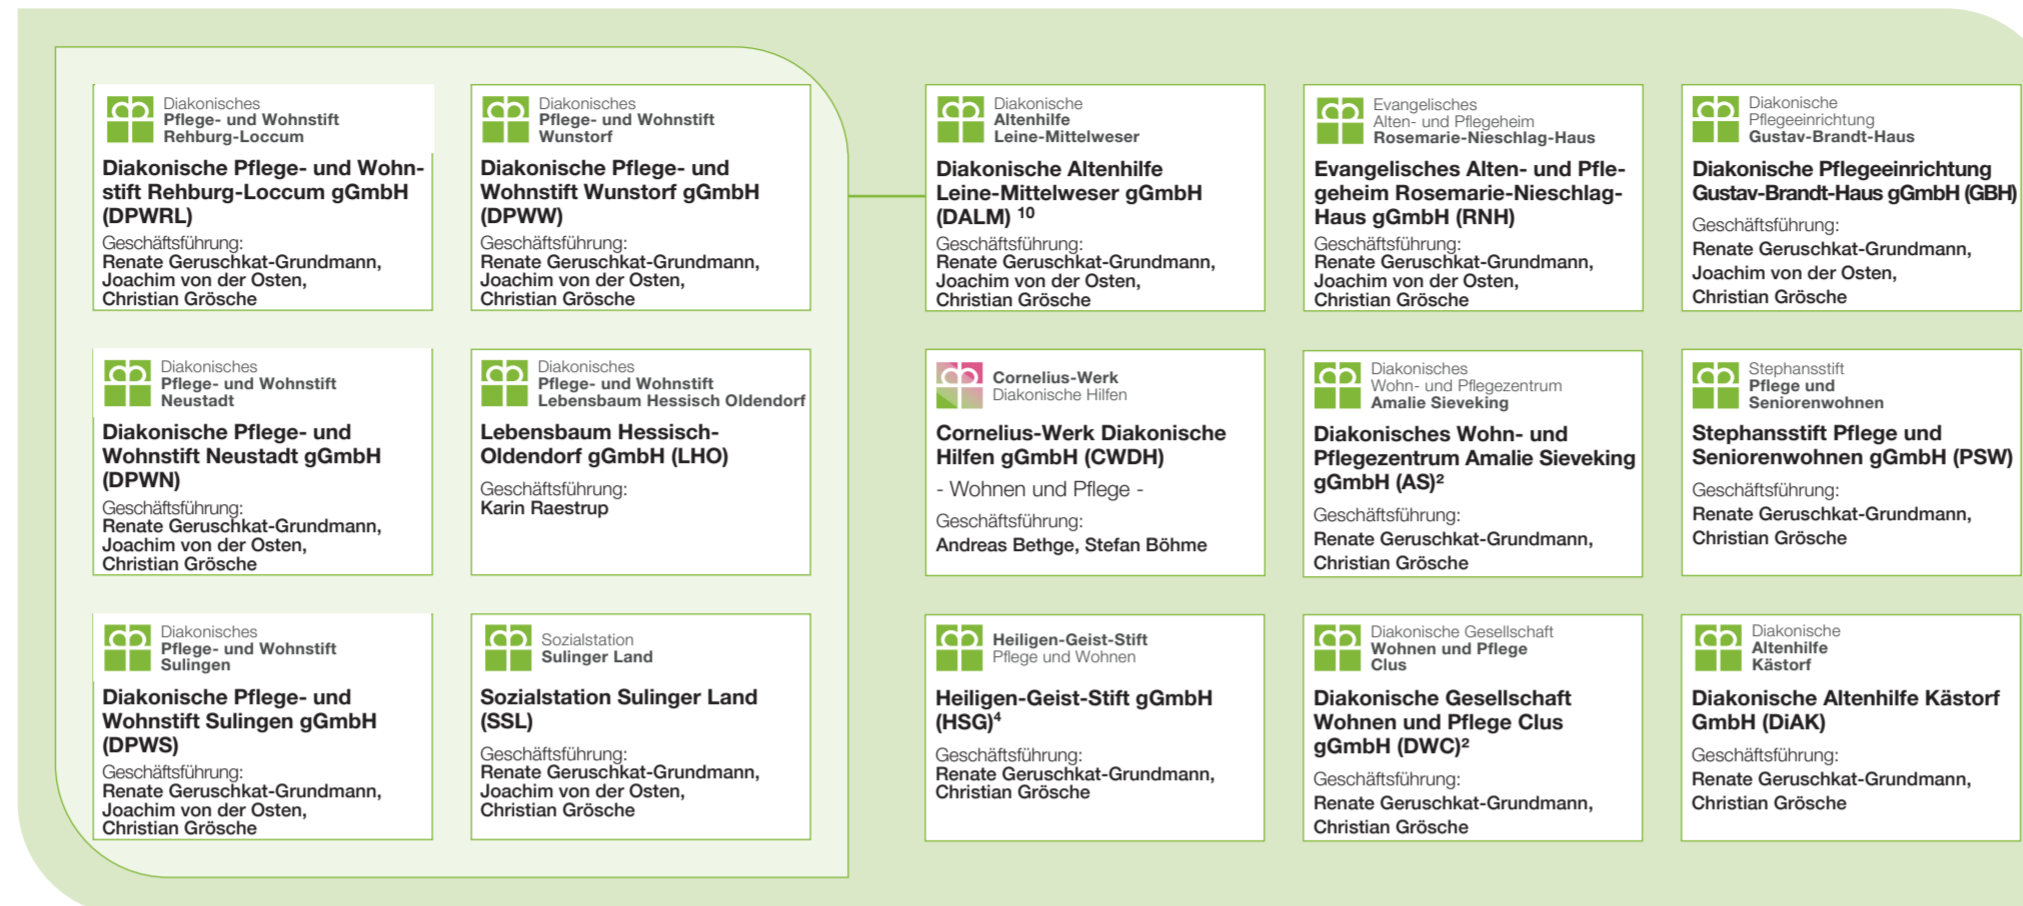 Diakonisches
Pflege- und Wohnstift
Rehburg-Loccum
Diakonische Pflege- und Wohn-
stift Rehburg-Loccum gGmbH
(DPWRL)
Geschäftsführung:
Renate Geruschkat-Grundmann,
Joachim von der Osten,
Christian Grösche
Diakonisches
Pflege- und Wohnstift
Wunstorf
Diakonische Pflege- und
Wohnstift Wunstorf gGmbH
(DPWW)
Geschäftsführung:
Renate Geruschkat-Grundmann,
Joachim von der Osten,
Christian Grösche
Diakonische
Altenhilfe
Leine-Mittelweser
Diakonische Altenhilfe
Leine-Mittelweser gGmbH
(DALM) ¹⁰
Geschäftsführung:
Renate Geruschkat-Grundmann,
Joachim von der Osten,
Christian Grösche
Evangelisches
Alten- und Pflegeheim
Rosemarie-Nieschlag-Haus
Evangelisches Alten- und Pfle-
geheim Rosemarie-Nieschlag-
Haus gGmbH (RNH)
Geschäftsführung:
Renate Geruschkat-Grundmann,
Joachim von der Osten,
Christian Grösche
Diakonische
Pflegeeinrichtung
Gustav-Brandt-Haus
Diakonische Pflegeeinrichtung
Gustav-Brandt-Haus gGmbH (GBH)
Geschäftsführung:
Renate Geruschkat-Grundmann,
Joachim von der Osten,
Christian Grösche
Diakonisches
Pflege- und Wohnstift
Neustadt
Diakonische Pflege- und
Wohnstift Neustadt gGmbH
(DPWN)
Geschäftsführung:
Renate Geruschkat-Grundmann,
Joachim von der Osten,
Christian Grösche
Diakonisches
Pflege- und Wohnstift
Lebensbaum Hessisch Oldendorf
Lebensbaum Hessisch-
Oldendorf gGmbH (LHO)
Geschäftsführung:
Karin Raestrup
Cornelius-Werk
Diakonische Hilfen
Cornelius-Werk Diakonische
Hilfen gGmbH (CWDH)
- Wohnen und Pflege -
Geschäftsführung:
Andreas Bethge, Stefan Böhme
Diakonisches
Wohn- und Pflegezentrum
Amalie Sieveking
Diakonisches Wohn- und
Pflegezentrum Amalie Sieveking
gGmbH (AS)²
Geschäftsführung:
Renate Geruschkat-Grundmann,
Christian Grösche
Stephansstift
Pflege und
Seniorenwohnen
Stephansstift Pflege und
Seniorenwohnen gGmbH (PSW)
Geschäftsführung:
Renate Geruschkat-Grundmann,
Christian Grösche
Diakonisches
Pflege- und Wohnstift
Sulingen
Diakonische Pflege- und
Wohnstift Sulingen gGmbH
(DPWS)
Geschäftsführung:
Renate Geruschkat-Grundmann,
Joachim von der Osten,
Christian Grösche
Sozialstation
Sulinger Land
Sozialstation Sulinger Land
(SSL)
Geschäftsführung:
Renate Geruschkat-Grundmann,
Joachim von der Osten,
Christian Grösche
Heiligen-Geist-Stift
Pflege und Wohnen
Heiligen-Geist-Stift gGmbH
(HSG)⁴
Geschäftsführung:
Renate Geruschkat-Grundmann,
Christian Grösche
Diakonische Gesellschaft
Wohnen und Pflege
Clus
Diakonische Gesellschaft
Wohnen und Pflege Clus
gGmbH (DWC)²
Geschäftsführung:
Renate Geruschkat-Grundmann,
Christian Grösche
Diakonische
Altenhilfe
Kästorf
Diakonische Altenhilfe Kästorf
GmbH (DiAK)
Geschäftsführung:
Renate Geruschkat-Grundmann,
Christian Grösche